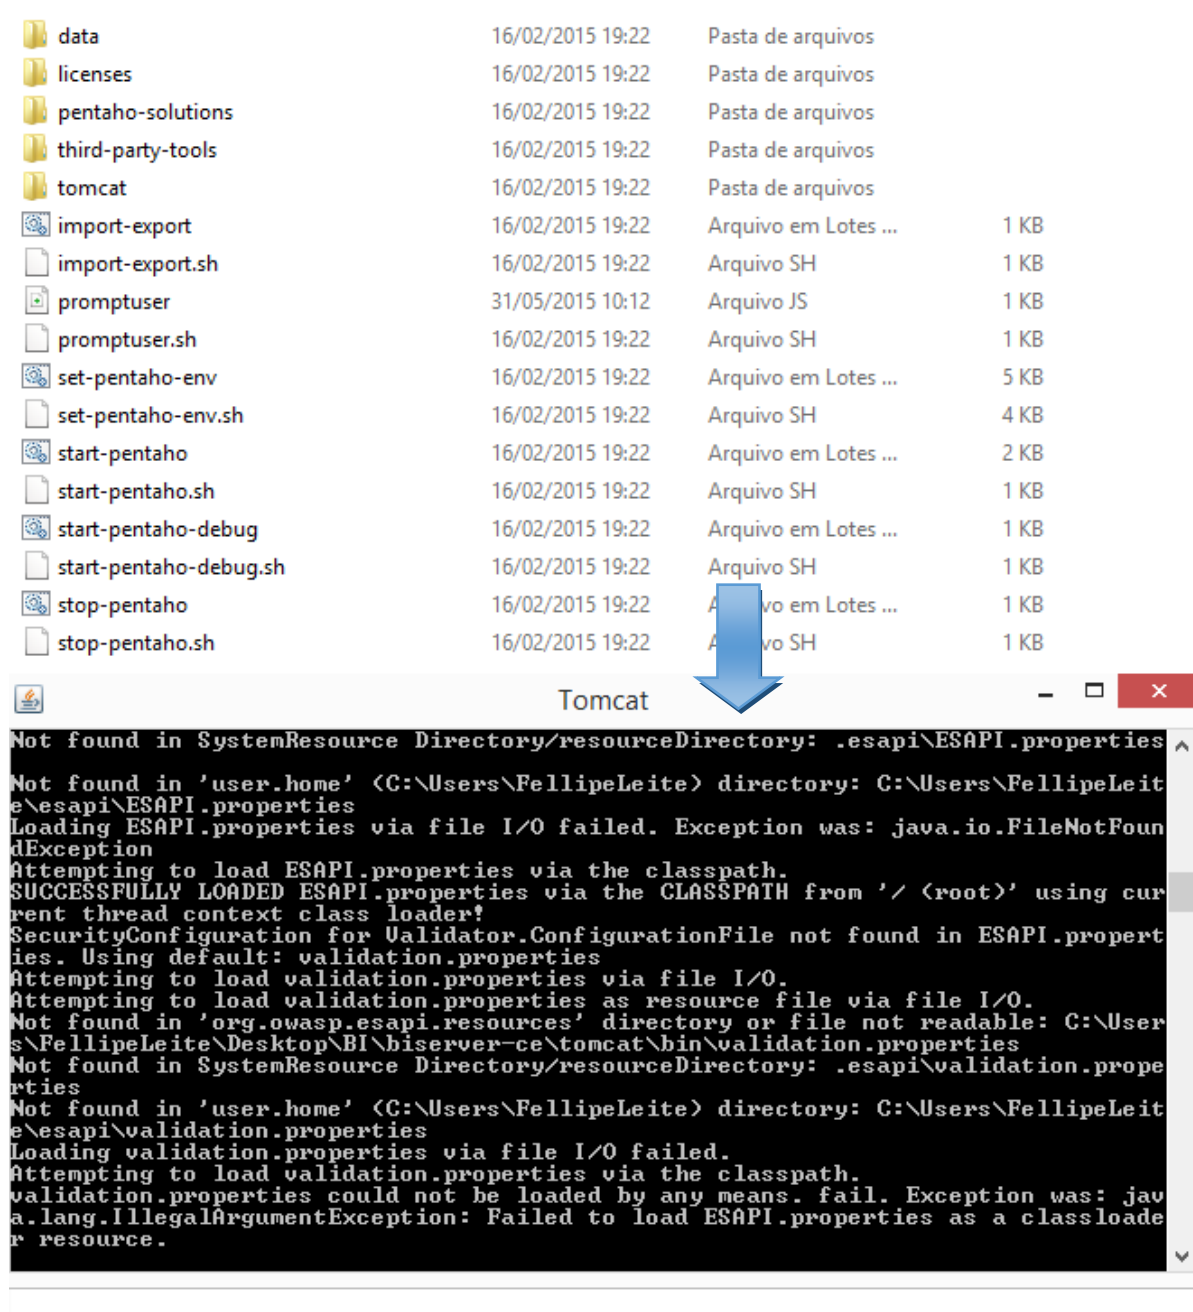 data 16/02/2015 19:22 Pasta de arquivos
licenses 16/02/2015 19:22 Pasta de arquivos
pentaho-solutions 16/02/2015 19:22 Pasta de arquivos
third-party-tools 16/02/2015 19:22 Pasta de arquivos
tomcat 16/02/2015 19:22 Pasta de arquivos
import-export 16/02/2015 19:22 Arquivo em Lotes ... 1 KB
import-export.sh 16/02/2015 19:22 Arquivo SH 1 KB
promptuser 31/05/2015 10:12 Arquivo JS 1 KB
promptuser.sh 16/02/2015 19:22 Arquivo SH 1 KB
set-pentaho-env 16/02/2015 19:22 Arquivo em Lotes ... 5 KB
set-pentaho-env.sh 16/02/2015 19:22 Arquivo SH 4 KB
start-pentaho 16/02/2015 19:22 Arquivo em Lotes ... 2 KB
start-pentaho.sh 16/02/2015 19:22 Arquivo SH 1 KB
start-pentaho-debug 16/02/2015 19:22 Arquivo em Lotes ... 1 KB
start-pentaho-debug.sh 16/02/2015 19:22 Arquivo SH 1 KB
stop-pentaho 16/02/2015 19:22 em Lotes ... 1 KB
stop-pentaho.sh 16/02/2015 19:22 SH 1 KB
Tomcat
Not found in SystemResource Directory/resourceDirectory: .esapi\ESAPI.properties
Not found in 'user.home' (C:\Users\FellipeLeite) directory: C:\Users\FellipeLeit
e\esapi\ESAPI.properties
Loading ESAPI.properties via file I/O failed. Exception was: java.io.FileNotFoun
dException
Attempting to load ESAPI.properties via the classpath.
SUCCESSFULLY LOADED ESAPI.properties via the CLASSPATH from '/ (root)' using cur
rent thread context class loader!
SecurityConfiguration for Validator.ConfigurationFile not found in ESAPI.propert
ies. Using default: validation.properties
Attempting to load validation.properties via file I/O.
Attempting to load validation.properties as resource file via file I/O.
Not found in 'org.owasp.esapi.resources' directory or file not readable: C:\User
s\FellipeLeite\Desktop\BI\biserver-ce\tomcat\bin\validation.properties
Not found in SystemResource Directory/resourceDirectory: .esapi\validation.prope
rties
Not found in 'user.home' (C:\Users\FellipeLeite) directory: C:\Users\FellipeLeit
e\esapi\validation.properties
Loading validation.properties via file I/O failed.
Attempting to load validation.properties via the classpath.
validation.properties could not be loaded by any means. fail. Exception was: jav
a.lang.IllegalArgumentException: Failed to load ESAPI.properties as a classloade
r resource.